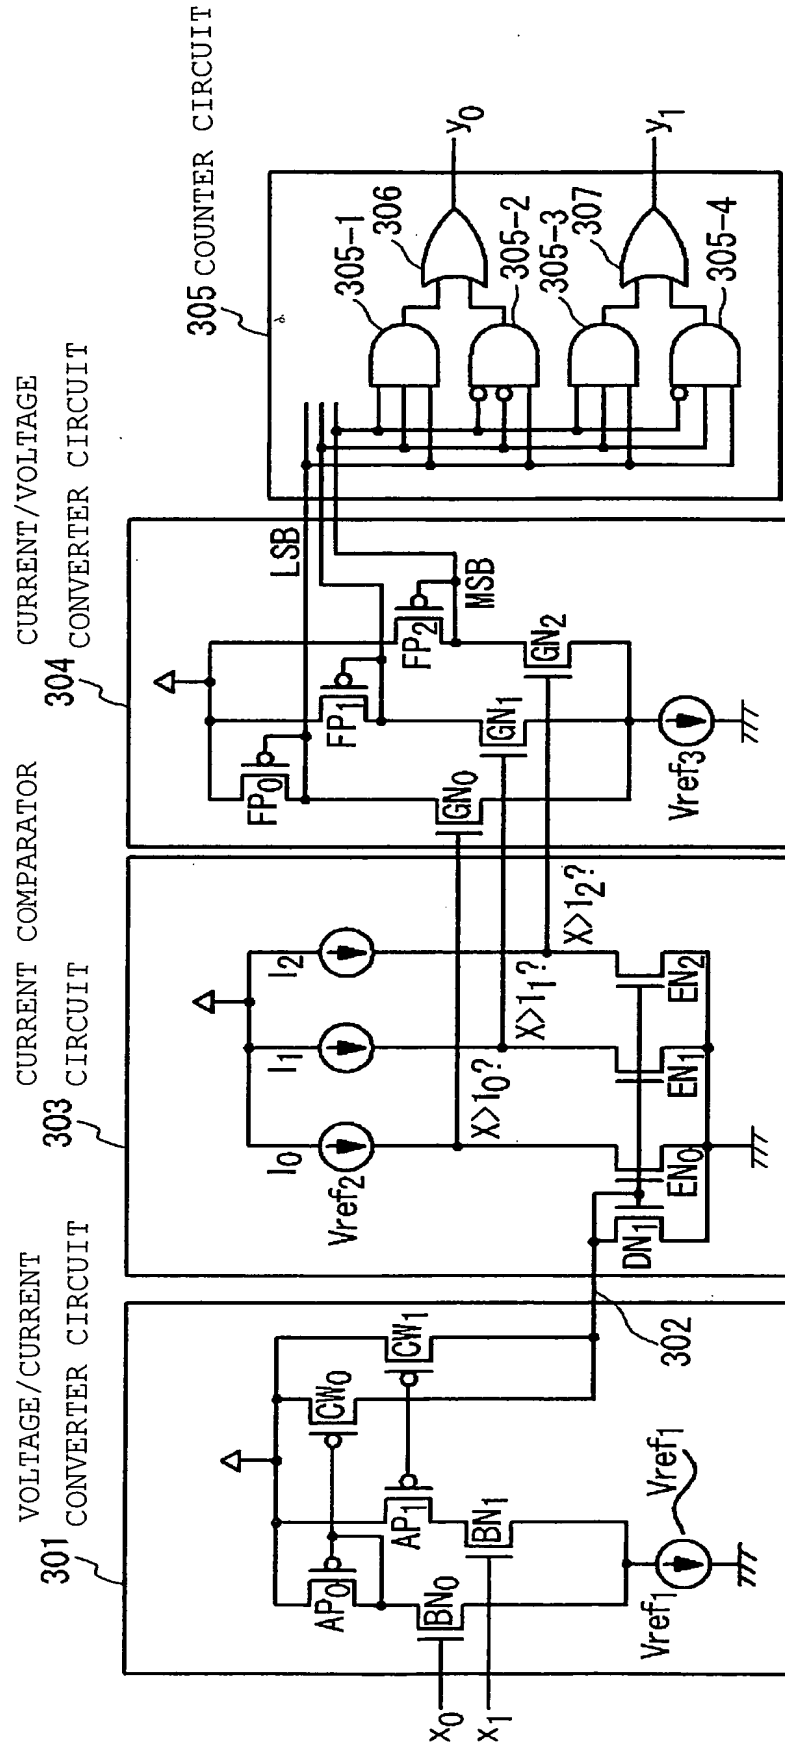 VOLTAGE/CURRENT
301 CONVERTER CIRCUIT
CURRENT COMPARATOR
303 CIRCUIT
CURRENT/VOLTAGE
304 CONVERTER CIRCUIT
305 COUNTER CIRCUIT
AP0
AP1
CW0
CW1
BN0
BN1
x0
x1
Vref1
Vref1
302
I0
I1
I2
Vref2
X>I0?
X>I1?
X>I2?
DN1
EN0
EN1
EN2
FP0
FP1
FP2
LSB
MSB
GN0
GN1
GN2
Vref3
305-1
306
305-2
305-3
307
305-4
y0
y1